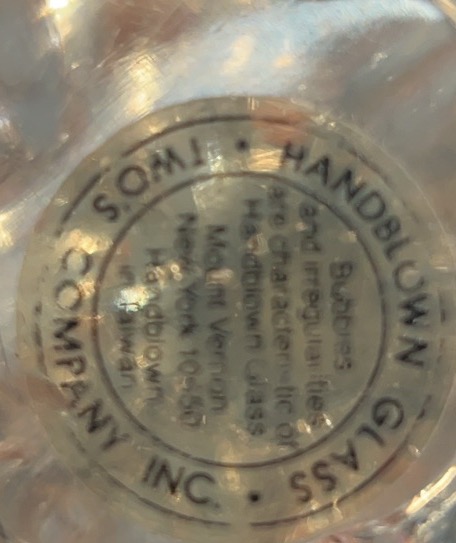 HANDBLOWN GLASS
Bubbles
and irregularities
are characteristic of
Handblown Glass
Mount Vernon
New York 10550
Handblown
in Taiwan
TWO'S COMPANY INC.